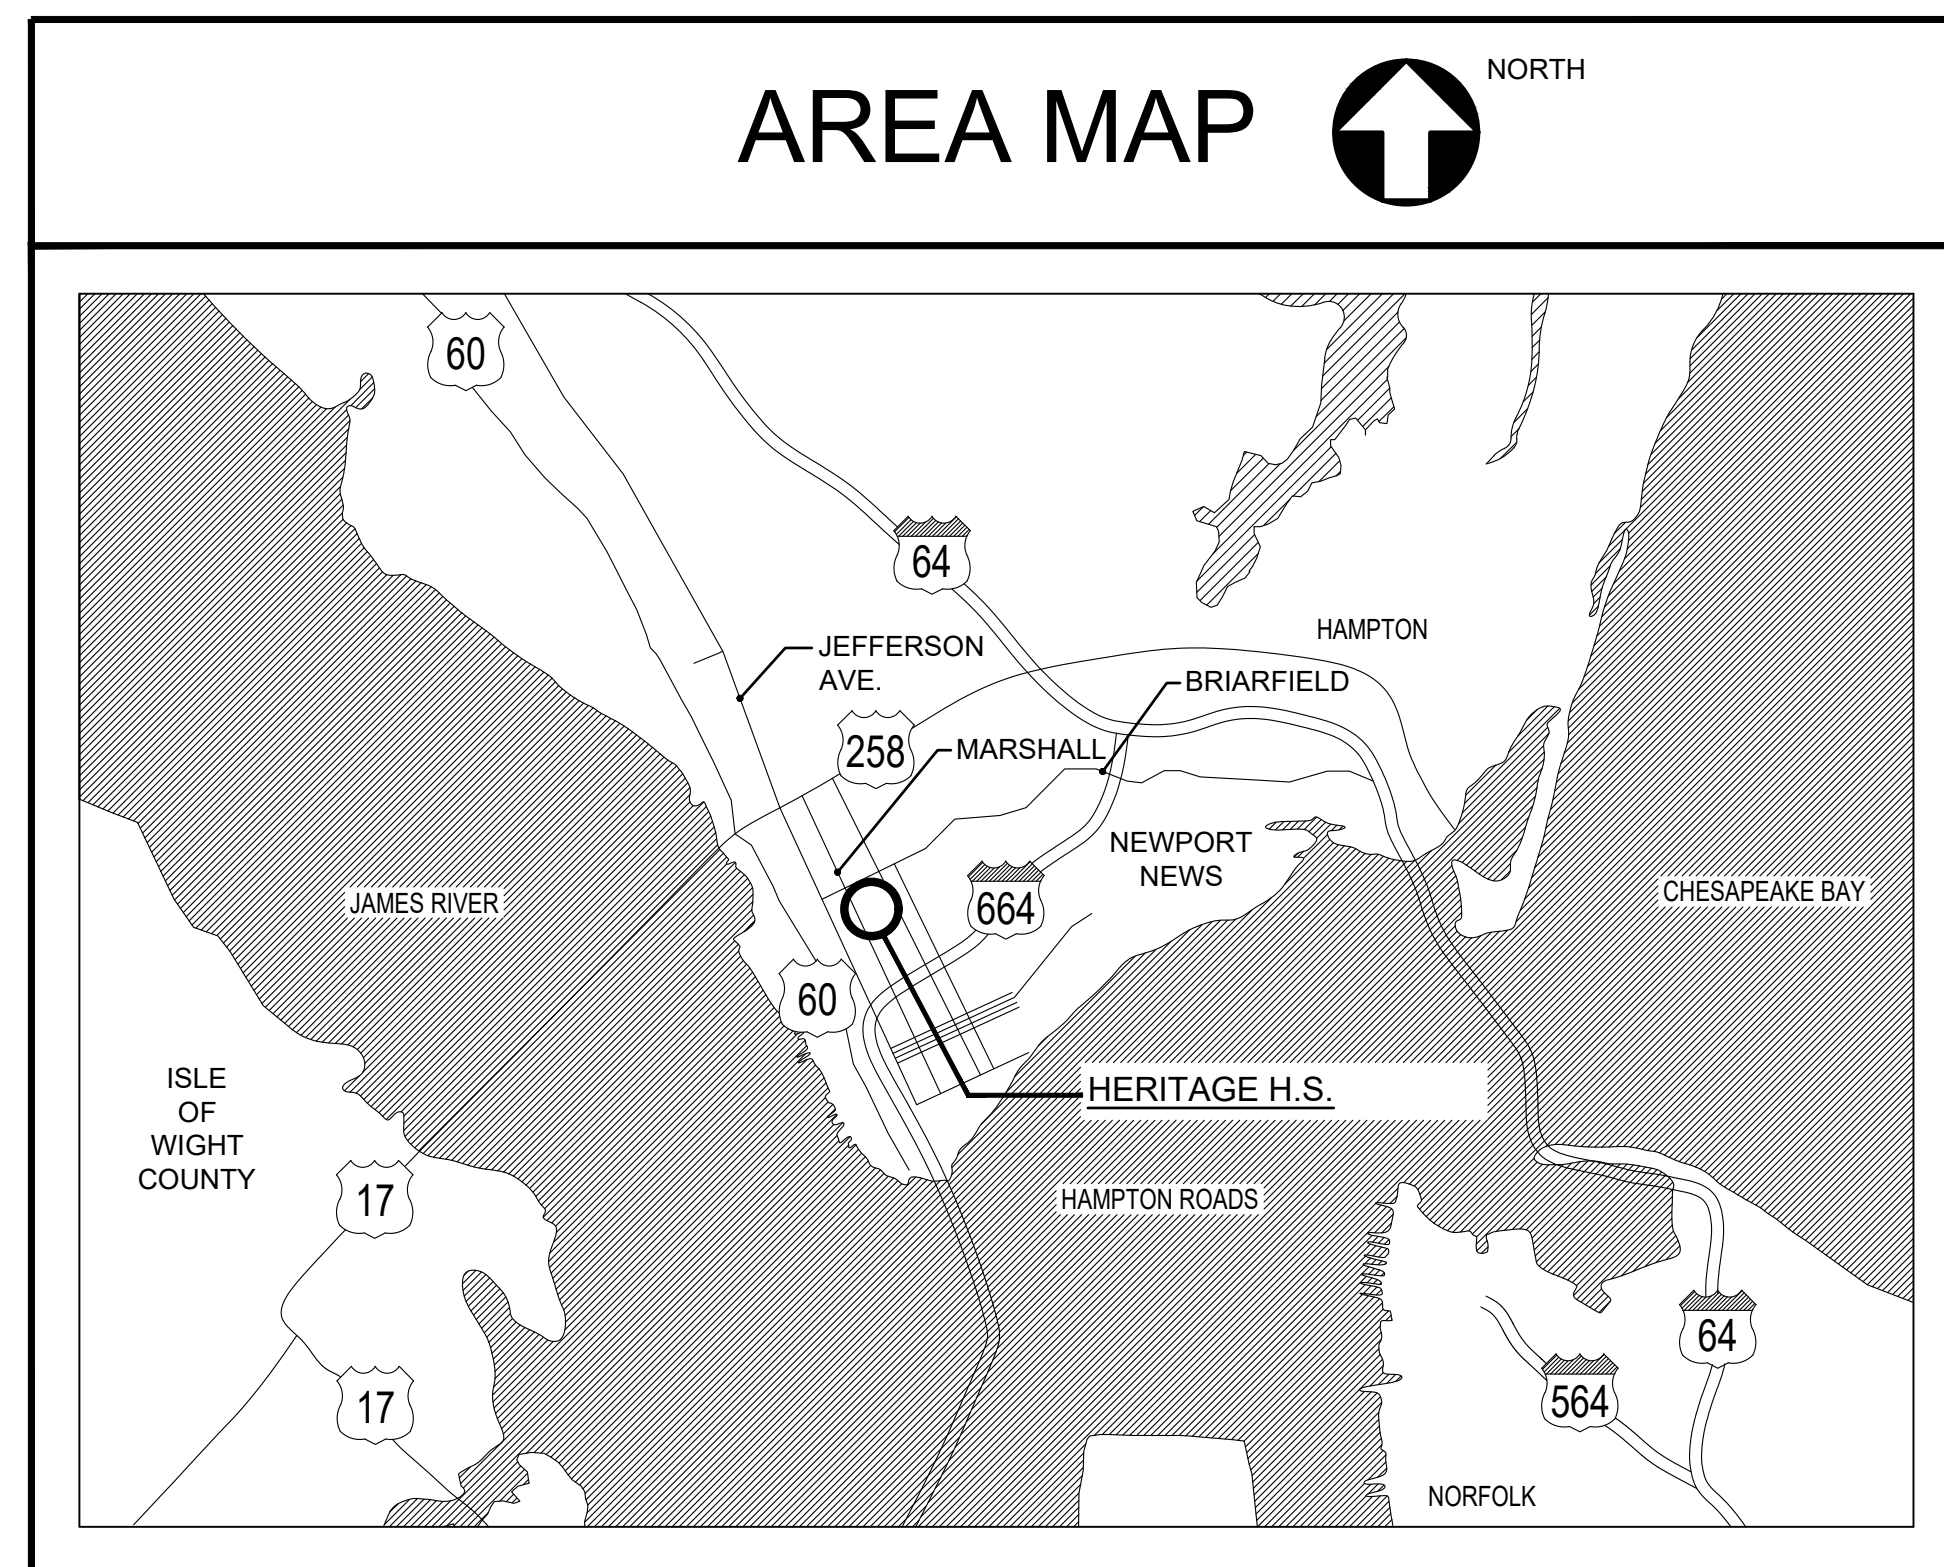 AREA MAP
NORTH
60
64
HAMPTON
JEFFERSON
AVE.
BRIARFIELD
258
MARSHALL
NEWPORT
NEWS
664
JAMES RIVER
CHESAPEAKE BAY
60
ISLE
OF
WIGHT
COUNTY
HERITAGE H.S.
17
HAMPTON ROADS
64
17
564
NORFOLK